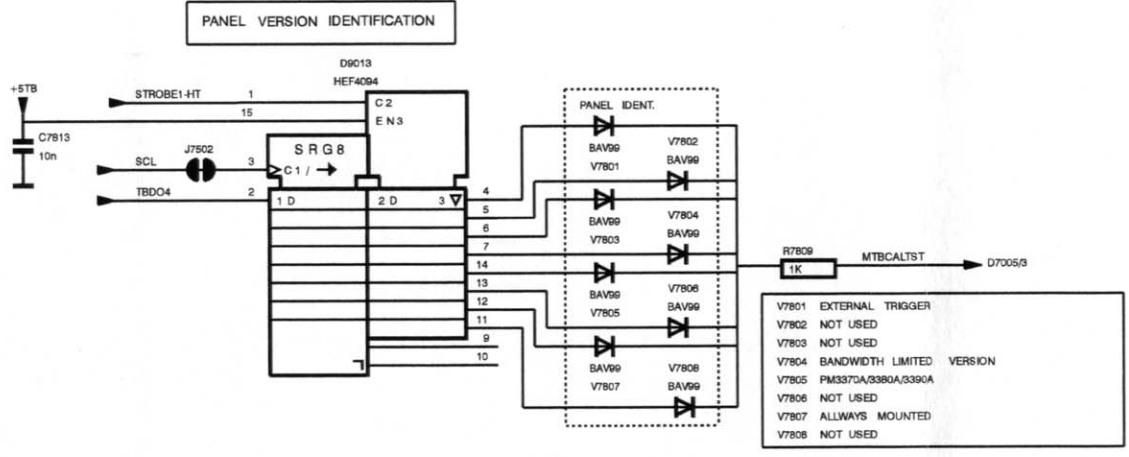 PANEL VERSION IDENTIFICATION
D9013
HEF4094
+5TB
STROBE1-HT 1
15
C2
EN3
C7813
10n
SRG8
J7502
SCL 3
C1/
TBDO4 2
1D 2D 3
4
5
6
7
14
13
12
11
9
10
PANEL IDENT.
BAV99
V7801
V7802
BAV99
BAV99
V7803
V7804
BAV99
BAV99
V7805
V7806
BAV99
BAV99
V7807
V7808
BAV99
R7809
1K
MTBCALTST
D7005/3
V7801 EXTERNAL TRIGGER
V7802 NOT USED
V7803 NOT USED
V7804 BANDWIDTH LIMITED VERSION
V7805 PM3370A/3380A/3390A
V7806 NOT USED
V7807 ALLWAYS MOUNTED
V7808 NOT USED